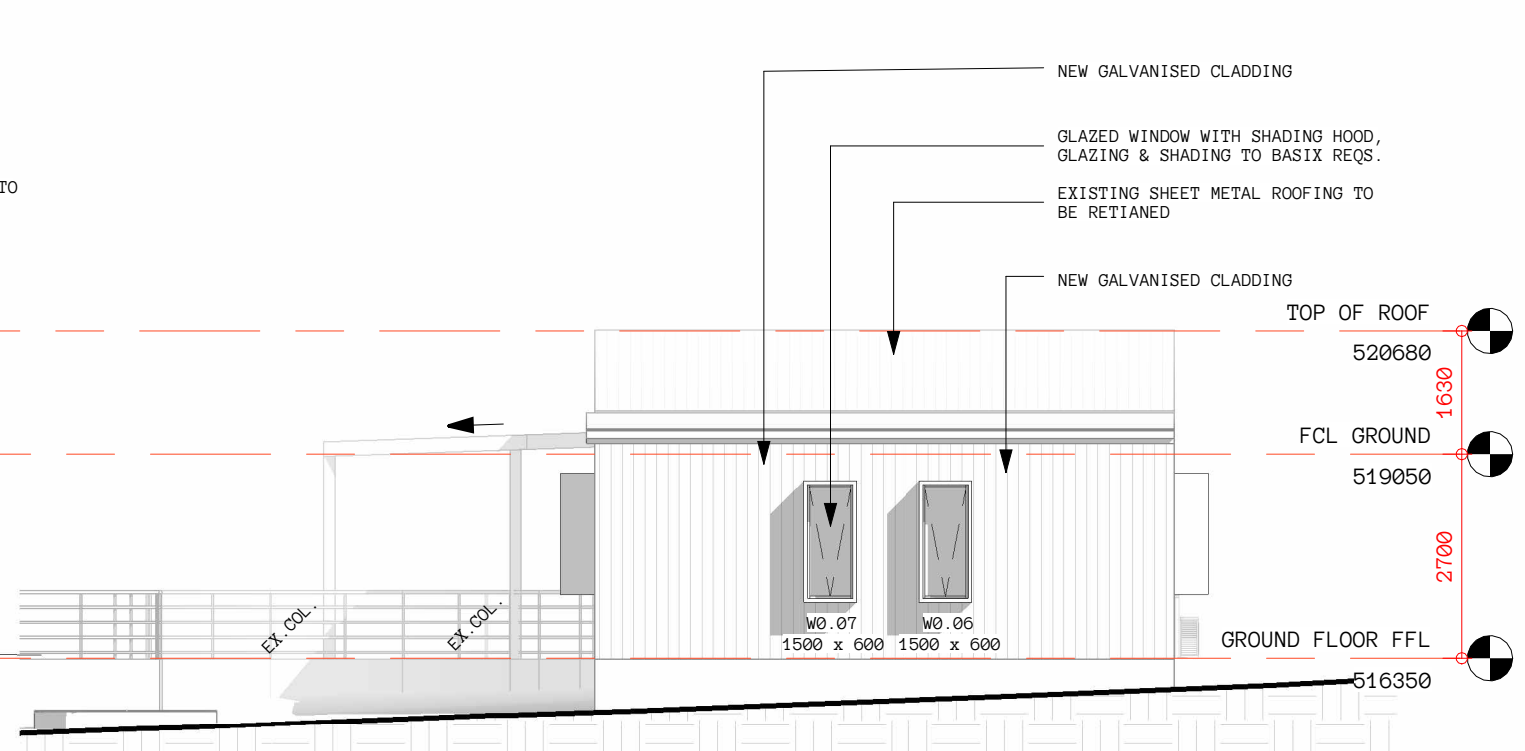 NEW GALVANISED CLADDING
GLAZED WINDOW WITH SHADING HOOD,
GLAZING & SHADING TO BASIX REQS.
TO
EXISTING SHEET METAL ROOFING TO
BE RETIANED
NEW GALVANISED CLADDING
TOP OF ROOF
520680
1630
FCL GROUND
519050
2700
EX.COL.
EX.COL.
W0.07
1500 x 600
W0.06
1500 x 600
GROUND FLOOR FFL
516350